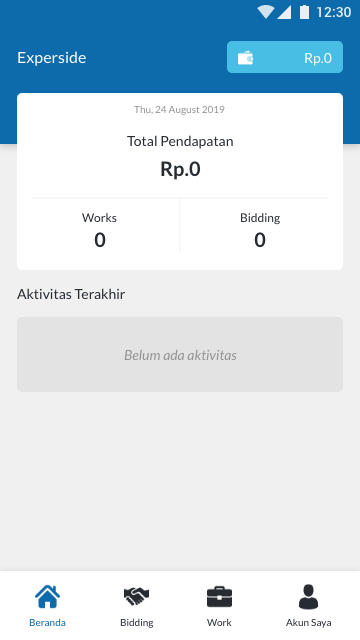 12:30
Experside
Rp.0
Thu, 24 August 2019
Total Pendapatan
Rp.0
Works
Bidding
0
0
Aktivitas Terakhir
Belum ada aktivitas
Beranda
Bidding
Work
Akun Saya